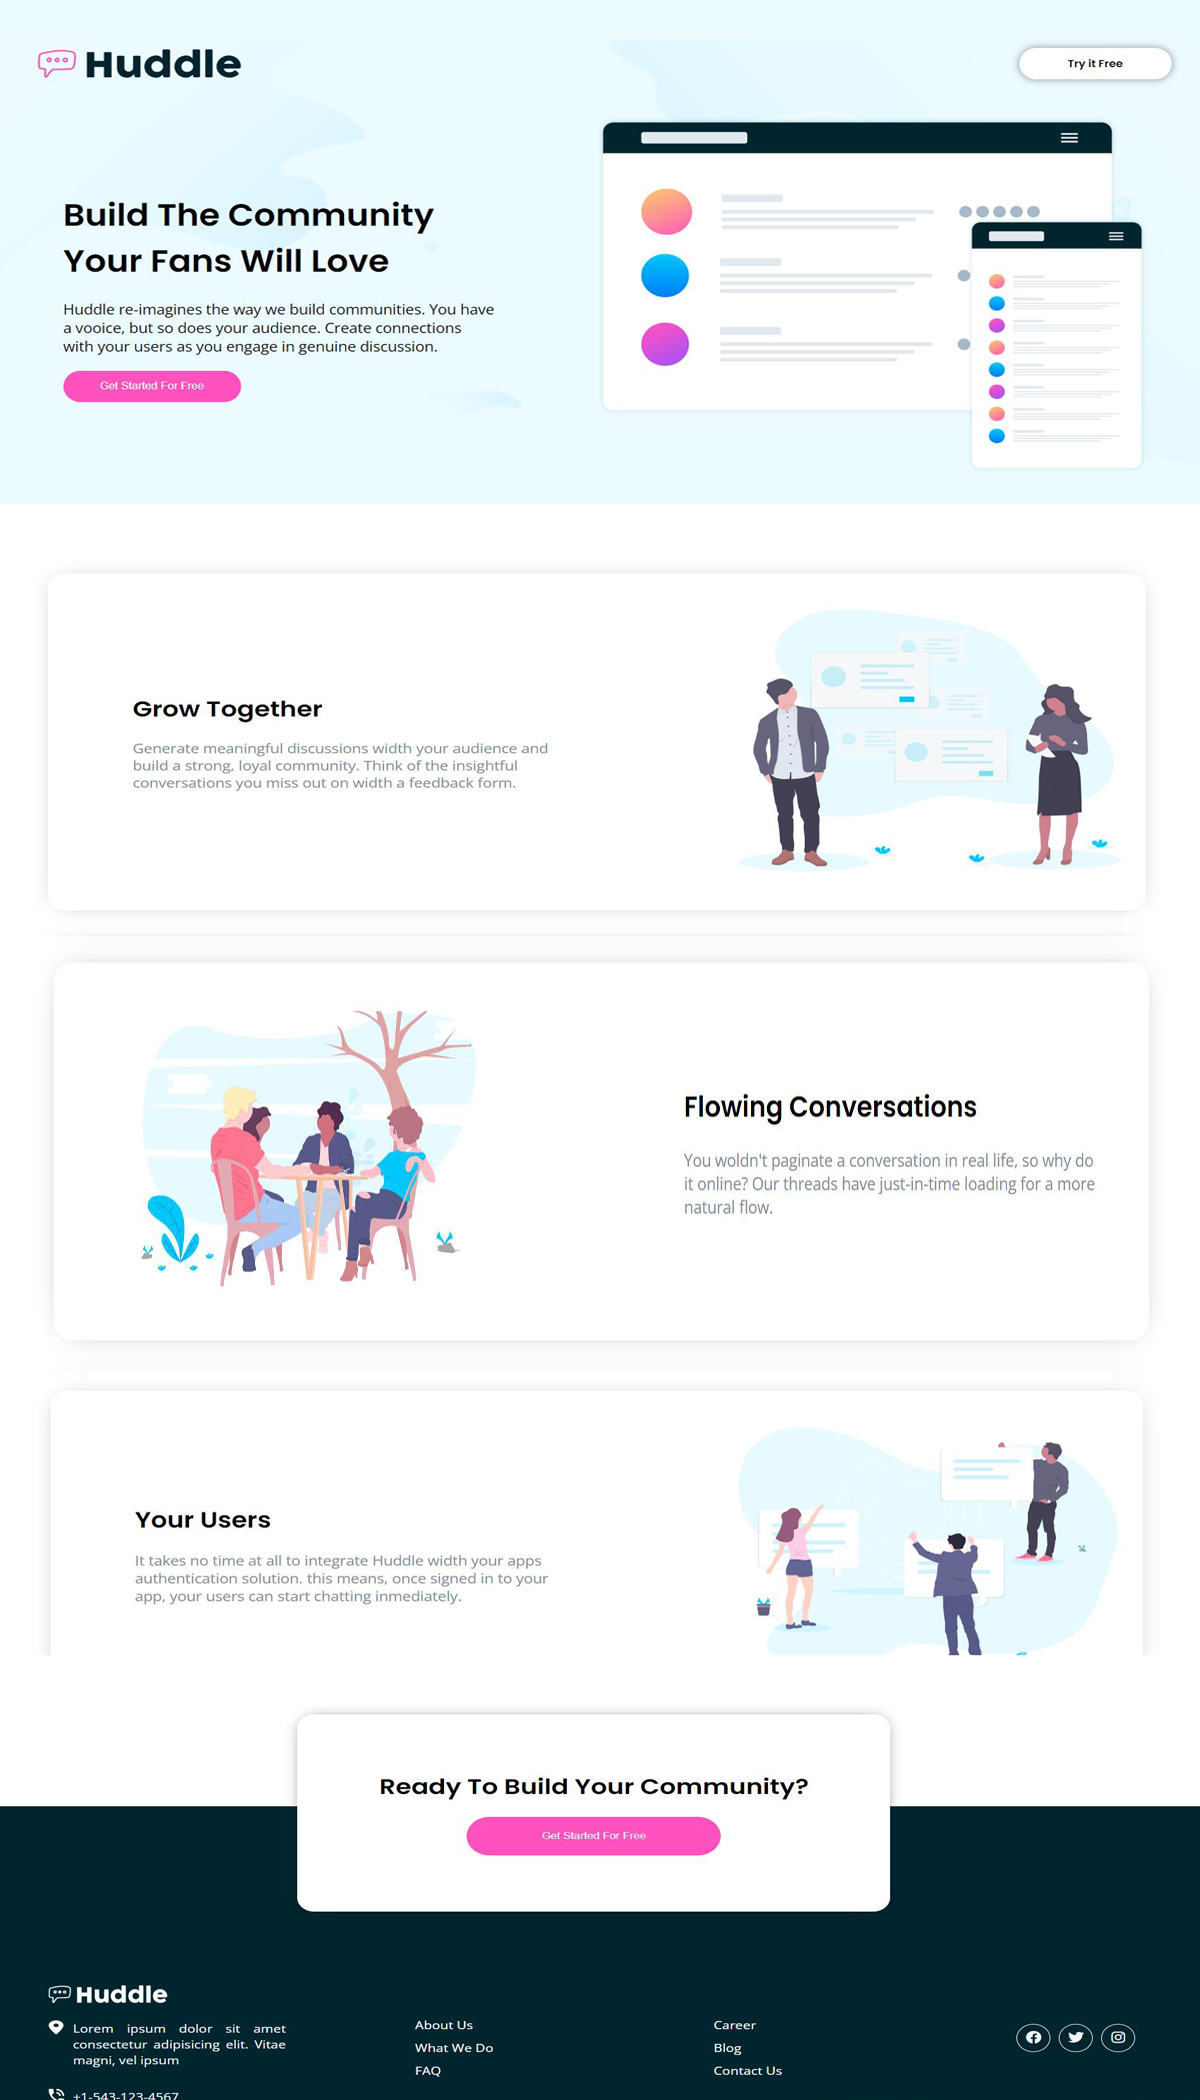 Huddle
Try it Free
Build The Community
Your Fans Will Love
Huddle re-imagines the way we build communities. You have
a vooice, but so does your audience. Create connections
with your users as you engage in genuine discussion.
Get Started For Free
Grow Together
Generate meaningful discussions width your audience and
build a strong, loyal community. Think of the insightful
conversations you miss out on width a feedback form.
Flowing Conversations
You woldn't paginate a conversation in real life, so why do
it online? Our threads have just-in-time loading for a more
natural flow.
Your Users
It takes no time at all to integrate Huddle width your apps
authentication solution. this means, once signed in to your
app, your users can start chatting inmediately.
Ready To Build Your Community?
Get Started For Free
Huddle
Lorem ipsum dolor sit amet
consectetur adipisicing elit. Vitae
magni, vel ipsum
+1-543-123-4567
About Us
What We Do
FAQ
Career
Blog
Contact Us